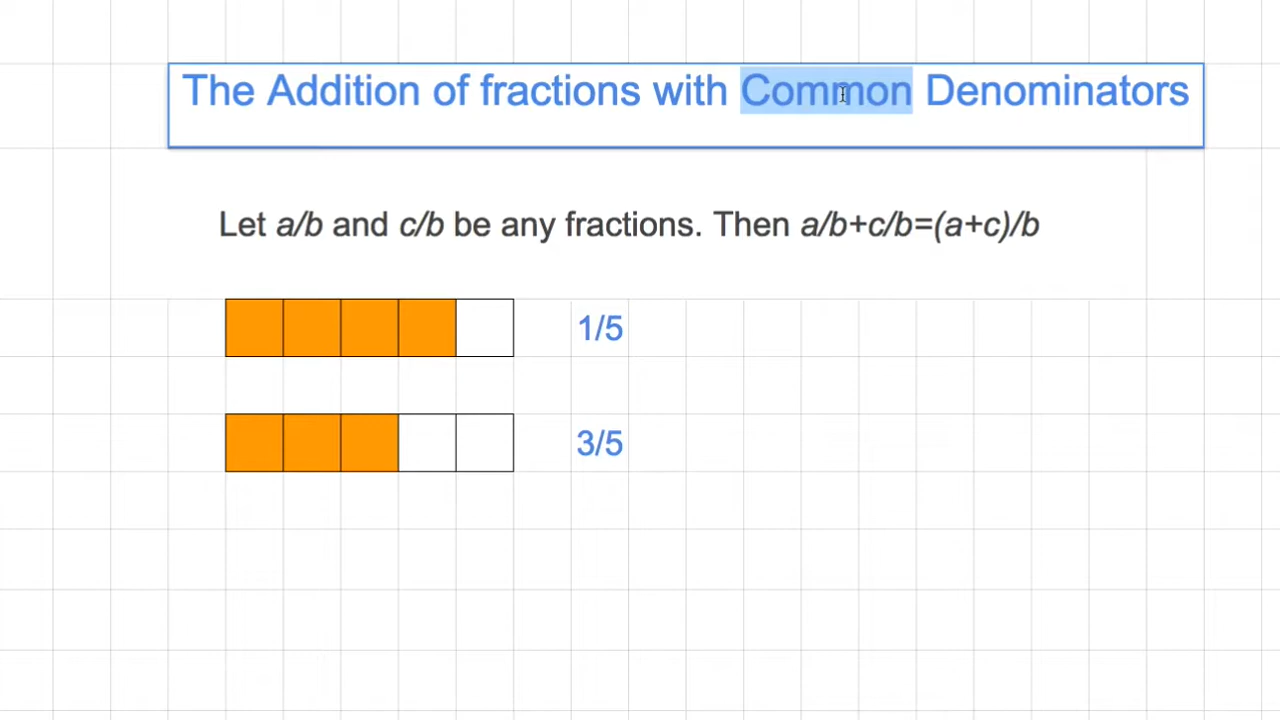 The Addition of fractions with Common Denominators
Let a/b and c/b be any fractions. Then a/b+c/b=(a+c)/b
1/5
3/5